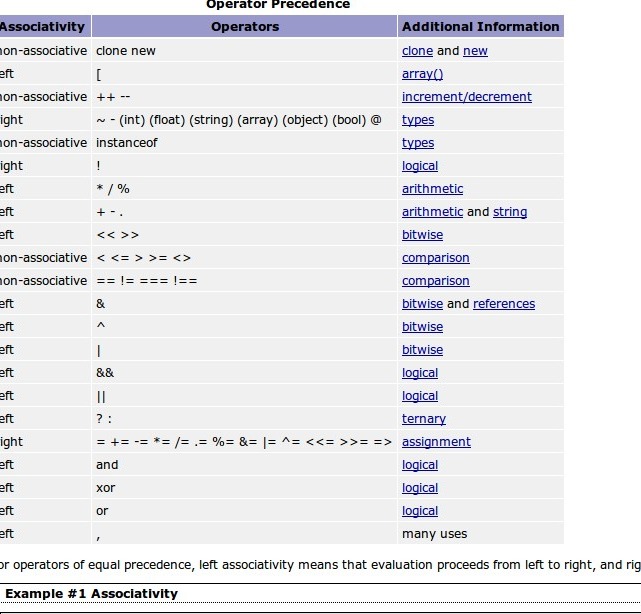 Operator Precedence
Associativity Operators Additional Information
non-associative clone new clone and new
eft [ array()
non-associative ++ -- increment/decrement
ight ~ - (int) (float) (string) (array) (object) (bool) @ types
non-associative instanceof types
ight ! logical
eft * / % arithmetic
eft + - . arithmetic and string
eft << >> bitwise
non-associative < <= > >= <> comparison
non-associative == != === !== comparison
eft & bitwise and references
eft ^ bitwise
eft | bitwise
eft && logical
eft || logical
eft ? : ternary
ight = += -= *= /= .= %= &= |= ^= <<= >>= => assignment
eft and logical
eft xor logical
eft or logical
eft , many uses
or operators of equal precedence, left associativity means that evaluation proceeds from left to right, and rig
Example #1 Associativity